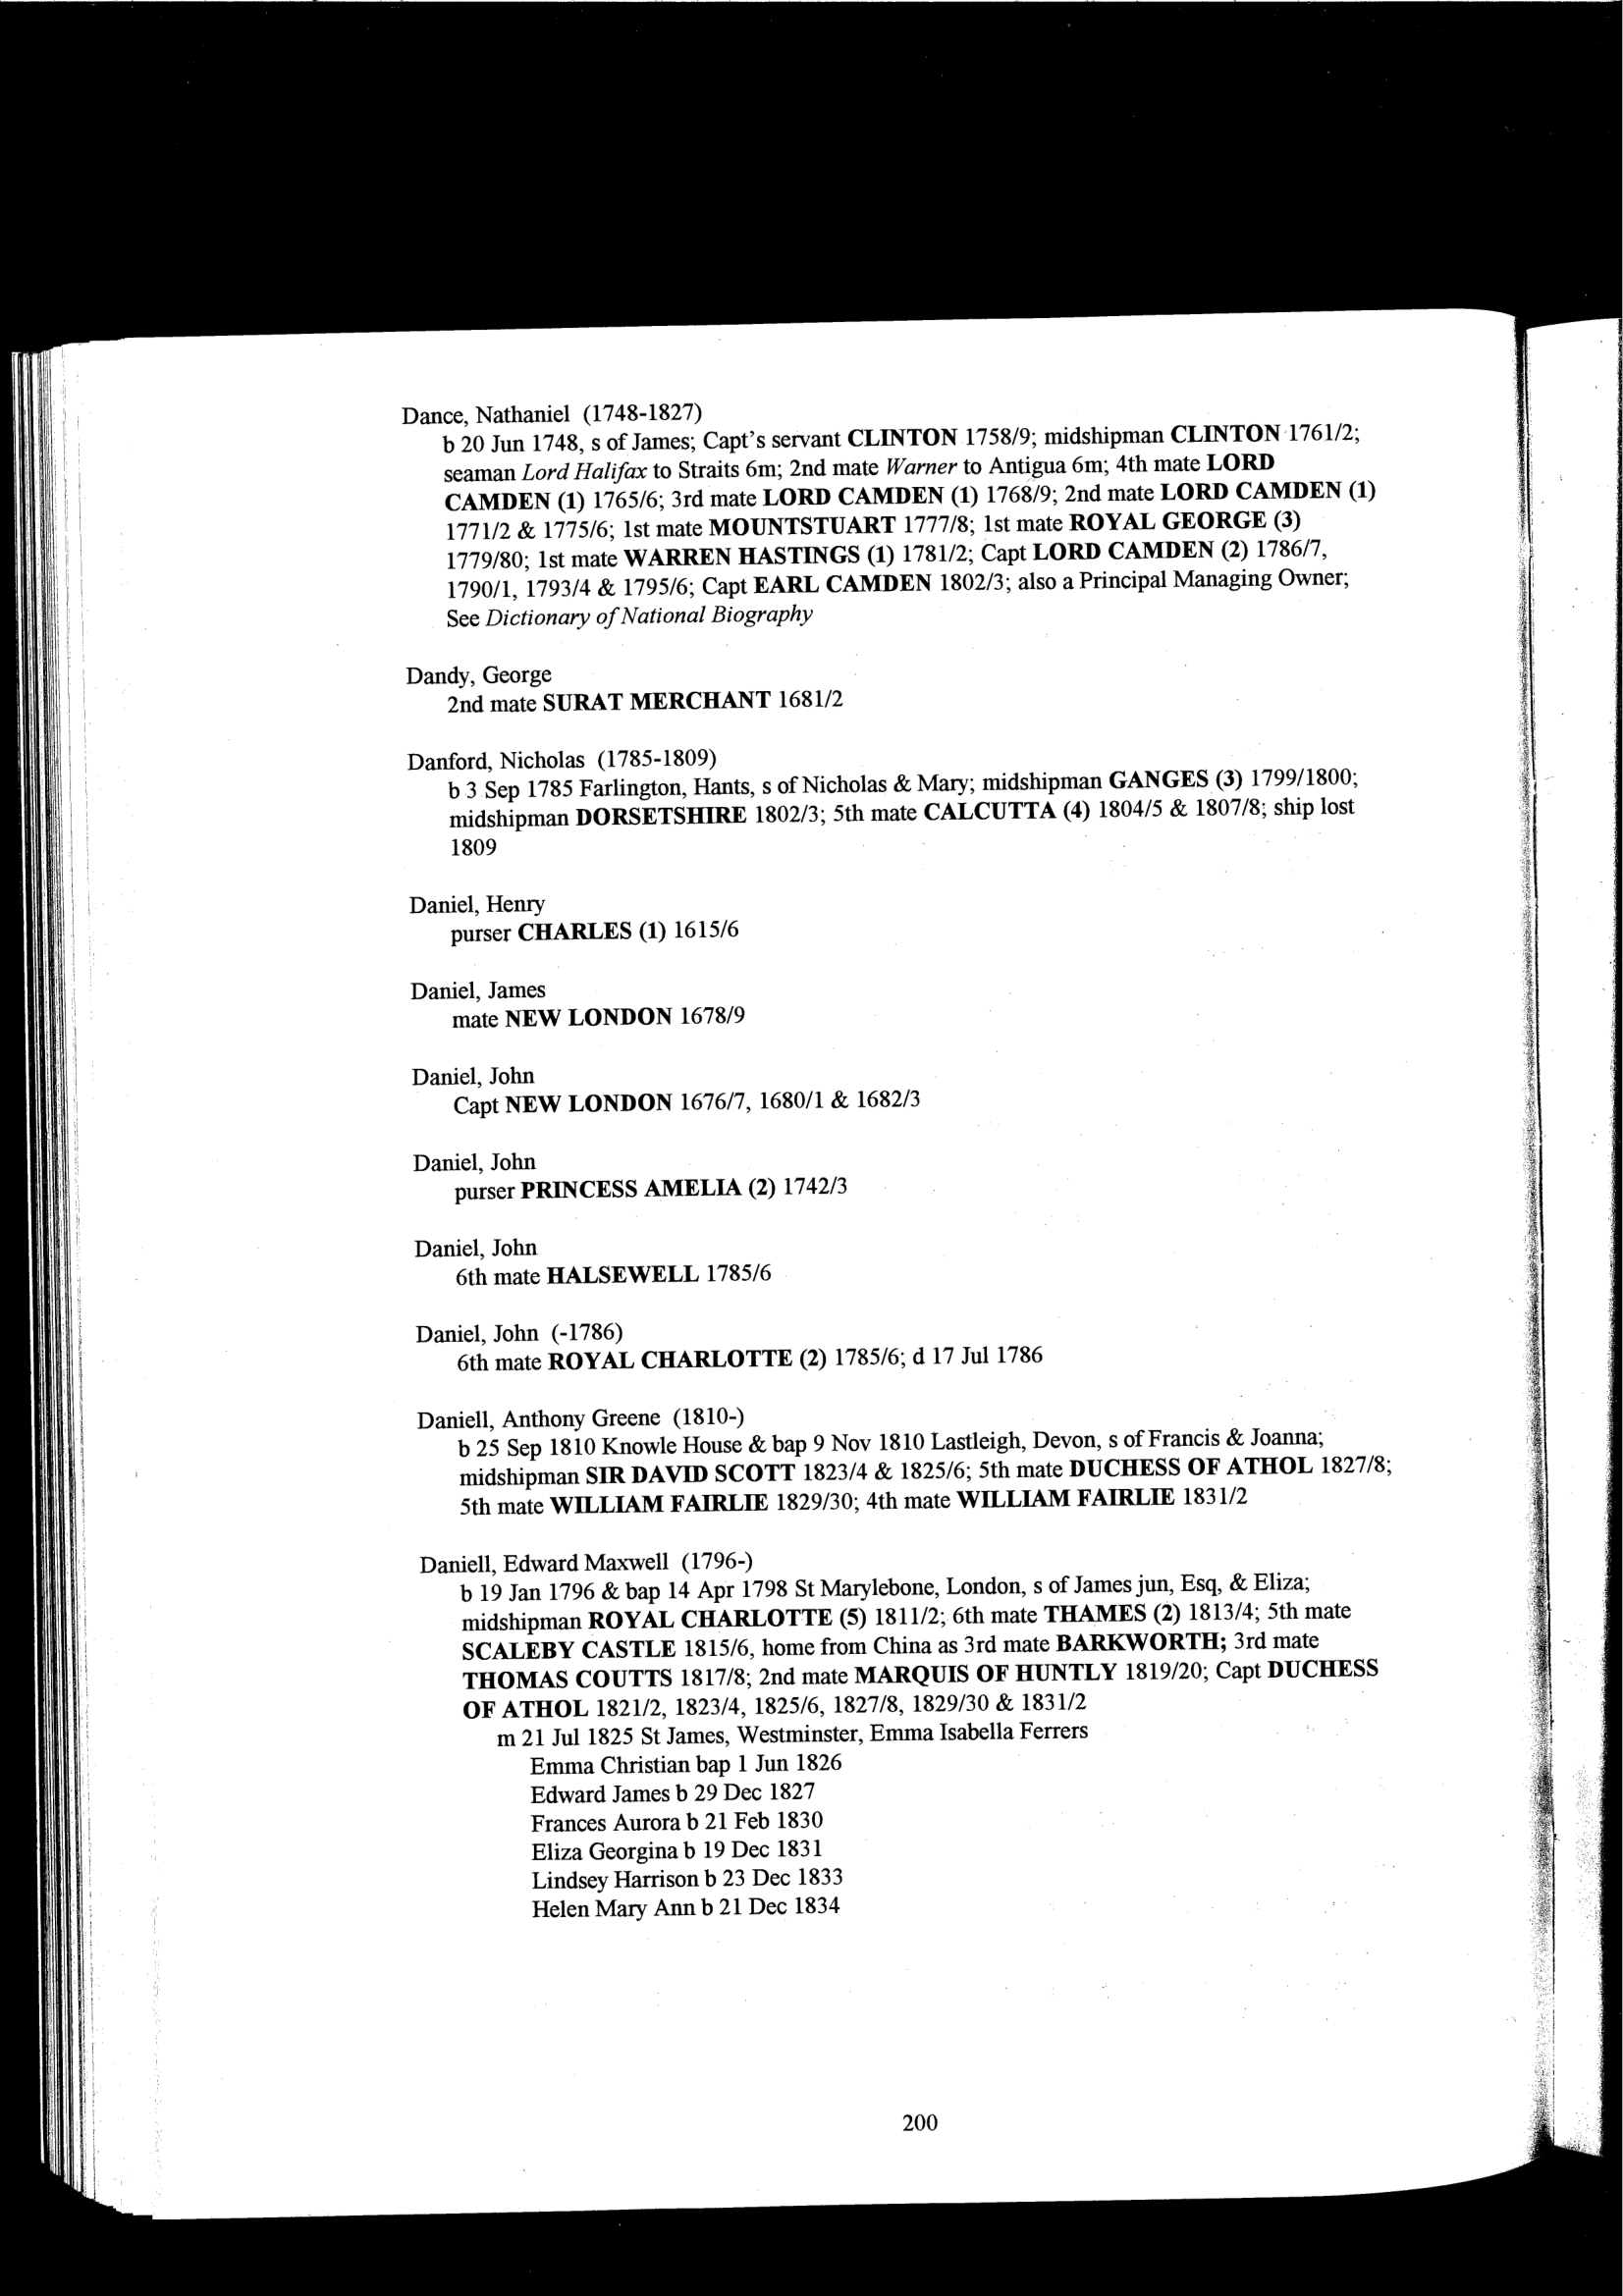 Dance, Nathaniel (1748-1827)
b 20 Jun 1748, s of James; Capt's servant CLINTON 1758/9; midshipman CLINTON 1761/2;
seaman Lord Halifax to Straits 6m; 2nd mate Warner to Antigua 6m; 4th mate LORD
CAMDEN (1) 1765/6; 3rd mate LORD CAMDEN (1) 1768/9; 2nd mate LORD CAMDEN (1)
1771/2 & 1775/6; 1st mate MOUNTSTUART 1777/8; 1st mate ROYAL GEORGE (3)
1779/80; 1st mate WARREN HASTINGS (1) 1781/2; Capt LORD CAMDEN (2) 1786/7,
1790/1, 1793/4 & 1795/6; Capt EARL CAMDEN 1802/3; also a Principal Managing Owner;
See Dictionary of National Biography
Dandy, George
2nd mate SURAT MERCHANT 1681/2
Danford, Nicholas (1785-1809)
b 3 Sep 1785 Farlington, Hants, s of Nicholas & Mary; midshipman GANGES (3) 1799/1800;
midshipman DORSETSHIRE 1802/3; 5th mate CALCUTTA (4) 1804/5 & 1807/8; ship lost
1809
Daniel, Henry
purser CHARLES (1) 1615/6
Daniel, James
mate NEW LONDON 1678/9
Daniel, John
Capt NEW LONDON 1676/7, 1680/1 & 1682/3
Daniel, John
purser PRINCESS AMELIA (2) 1742/3
Daniel, John
6th mate HALSEWELL 1785/6
Daniel, John (-1786)
6th mate ROYAL CHARLOTTE (2) 1785/6; d 17 Jul 1786
Daniell, Anthony Greene (1810-)
b 25 Sep 1810 Knowle House & bap 9 Nov 1810 Lastleigh, Devon, s of Francis & Joanna;
midshipman SIR DAVID SCOTT 1823/4 & 1825/6; 5th mate DUCHESS OF ATHOL 1827/8;
5th mate WILLIAM FAIRLIE 1829/30; 4th mate WILLIAM FAIRLIE 1831/2
Daniell, Edward Maxwell (1796-)
b 19 Jan 1796 & bap 14 Apr 1798 St Marylebone, London, s of James jun, Esq, & Eliza;
midshipman ROYAL CHARLOTTE (5) 1811/2; 6th mate THAMES (2) 1813/4; 5th mate
SCALEBY CASTLE 1815/6, home from China as 3rd mate BARKWORTH; 3rd mate
THOMAS COUTTS 1817/8; 2nd mate MARQUIS OF HUNTLY 1819/20; Capt DUCHESS
OF ATHOL 1821/2, 1823/4, 1825/6, 1827/8, 1829/30 & 1831/2
m 21 Jul 1825 St James, Westminster, Emma Isabella Ferrers
Emma Christian bap 1 Jun 1826
Edward James b 29 Dec 1827
Frances Aurora b 21 Feb 1830
Eliza Georgina b 19 Dec 1831
Lindsey Harrison b 23 Dec 1833
Helen Mary Ann b 21 Dec 1834
200